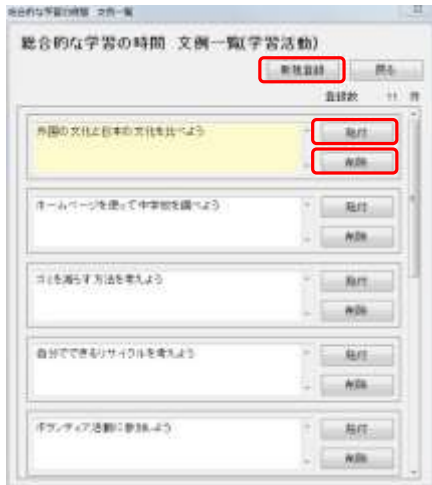 総合的な学習の時間 文例一覧
総合的な学習の時間 文例一覧(学習活動)
新規登録 戻る
登録数 11 件
外国の文化と日本の文化を比べよう
貼付
削除
ホームページを使って中学校を調べよう
貼付
削除
ゴミを減らす方法を考えよう
貼付
削除
自分でできるリサイクルを考えよう
貼付
削除
ボランティア活動に参加しよう
貼付
削除